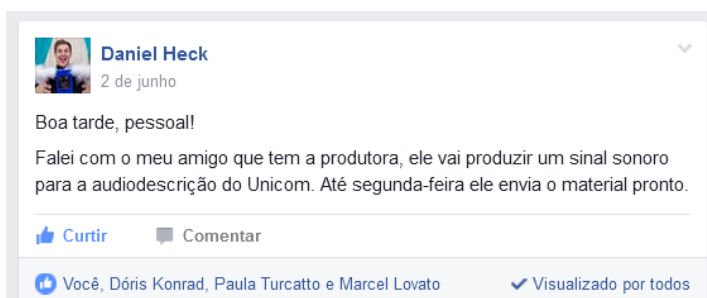 Daniel Heck
2 de junho
Boa tarde, pessoal!
Falei com o meu amigo que tem a produtora, ele vai produzir um sinal sonoro
para a audiodescrição do Unicom. Até segunda-feira ele envia o material pronto.
Curtir Comentar
Você, Dóris Konrad, Paula Turcatto e Marcel Lovato Visualizado por todos